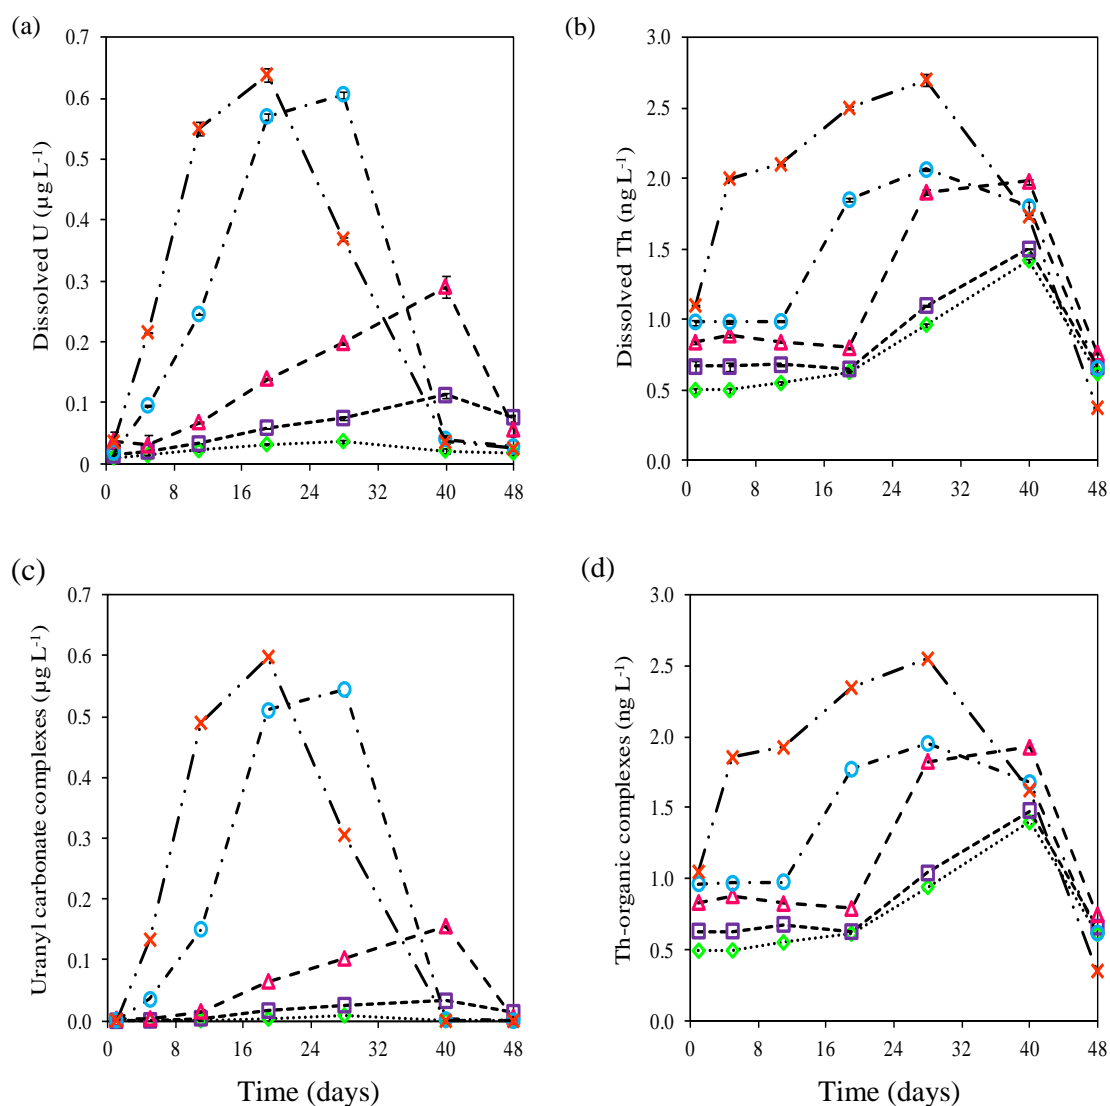 (a)
0.7
0.6
0.5
0.4
0.3
0.2
0.1
0
Dissolved U (µg L⁻¹)
0 8 16 24 32 40 48
(b)
3.0
2.5
2.0
1.5
1.0
0.5
0.0
Dissolved Th (ng L⁻¹)
0 8 16 24 32 40 48
(c)
0.7
0.6
0.5
0.4
0.3
0.2
0.1
0.0
Uranyl carbonate complexes (µg L⁻¹)
0 8 16 24 32 40 48
Time (days)
(d)
3.0
2.5
2.0
1.5
1.0
0.5
0.0
Th-organic complexes (ng L⁻¹)
0 8 16 24 32 40 48
Time (days)